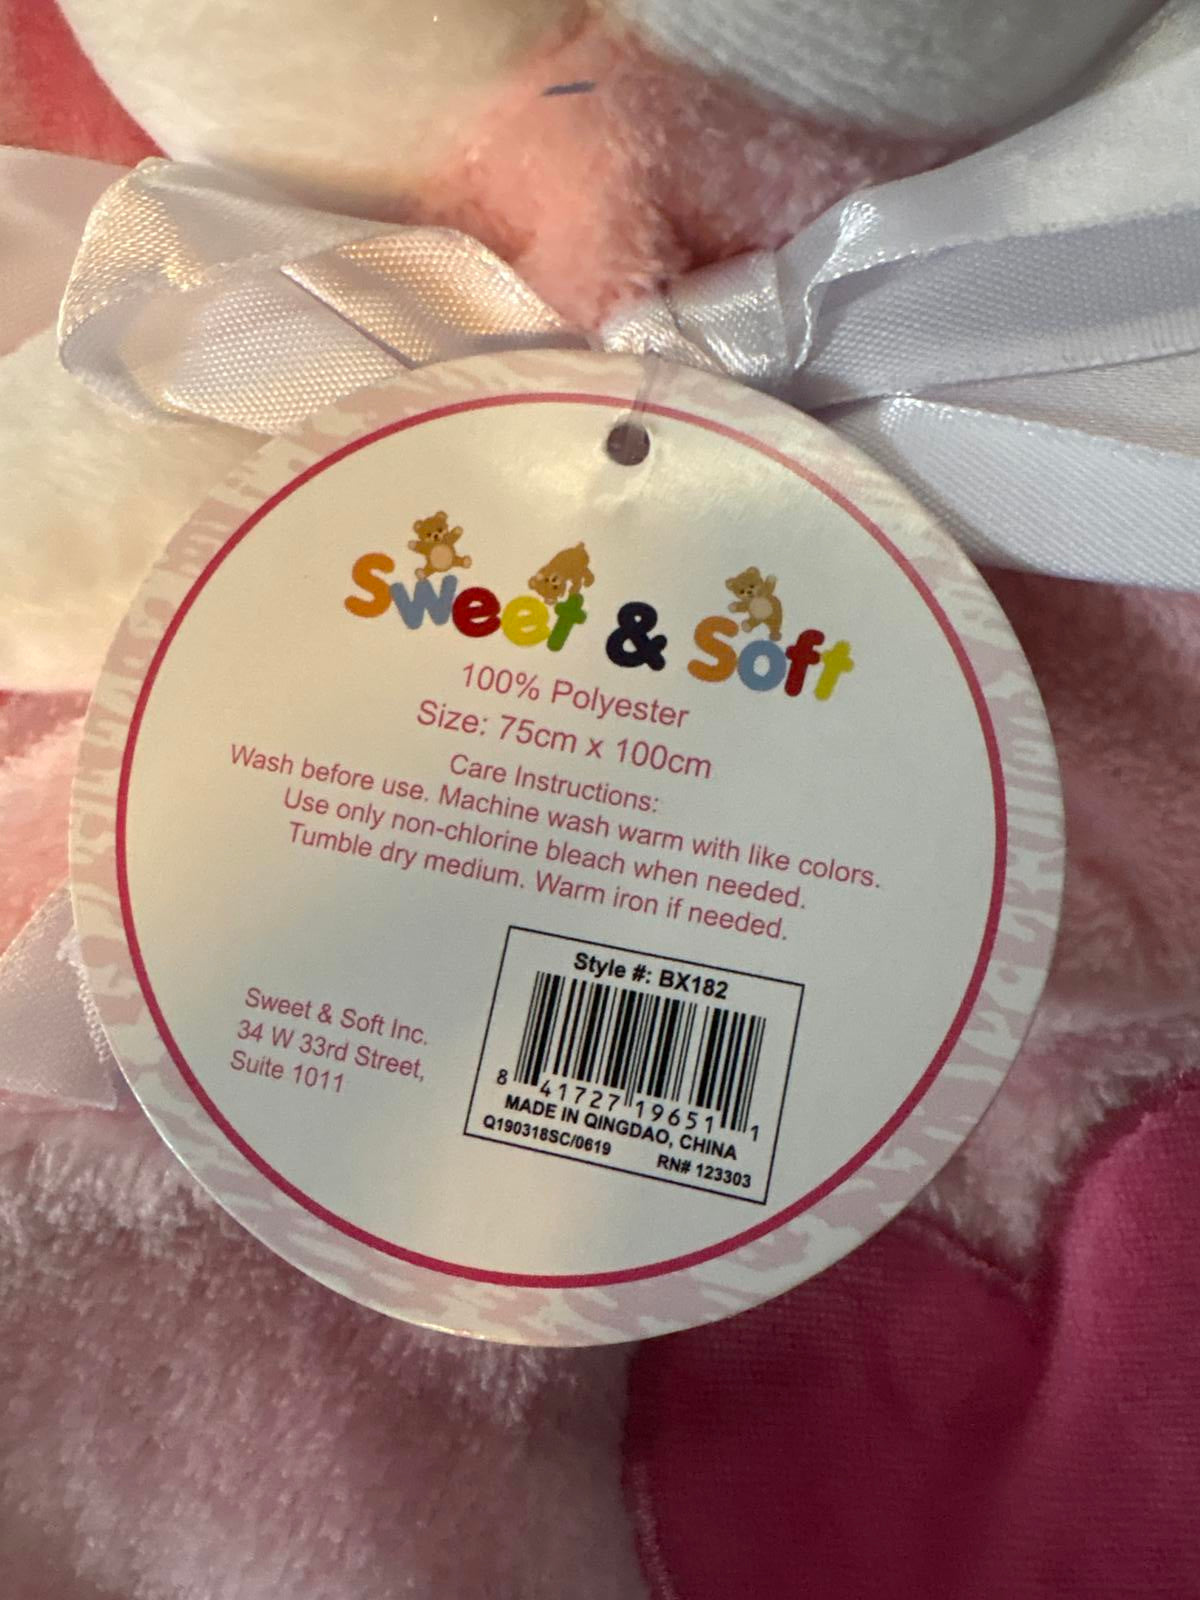 Sweet & Soft
100% Polyester
Size: 75cm x 100cm
Care Instructions:
Wash before use. Machine wash warm with like colors.
Use only non-chlorine bleach when needed.
Tumble dry medium. Warm iron if needed.
Sweet & Soft Inc.
34 W 33rd Street,
Suite 1011
Style #: BX182
8 41727 19651 1
MADE IN QINGDAO, CHINA
Q190318SC/0619 RN# 123303